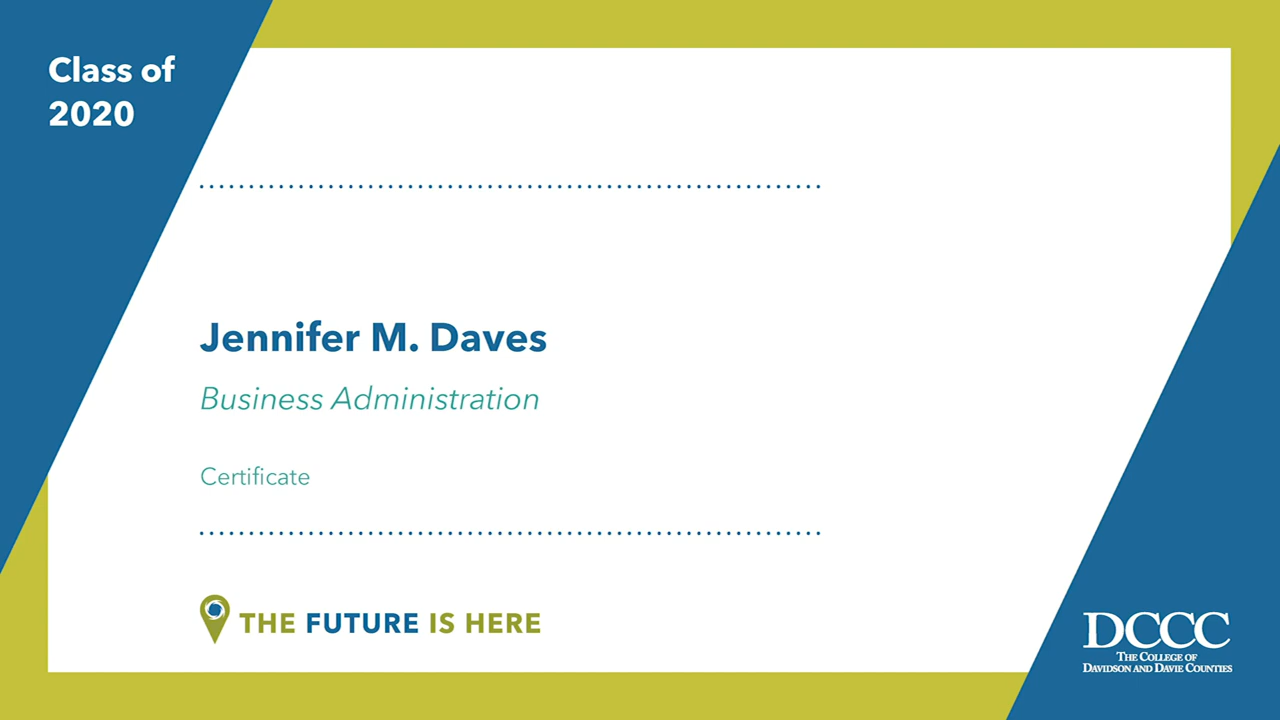 Class of
2020
Jennifer M. Daves
Business Administration
Certificate
THE FUTURE IS HERE
DCCC
THE COLLEGE OF
DAVIDSON AND DAVIE COUNTIES